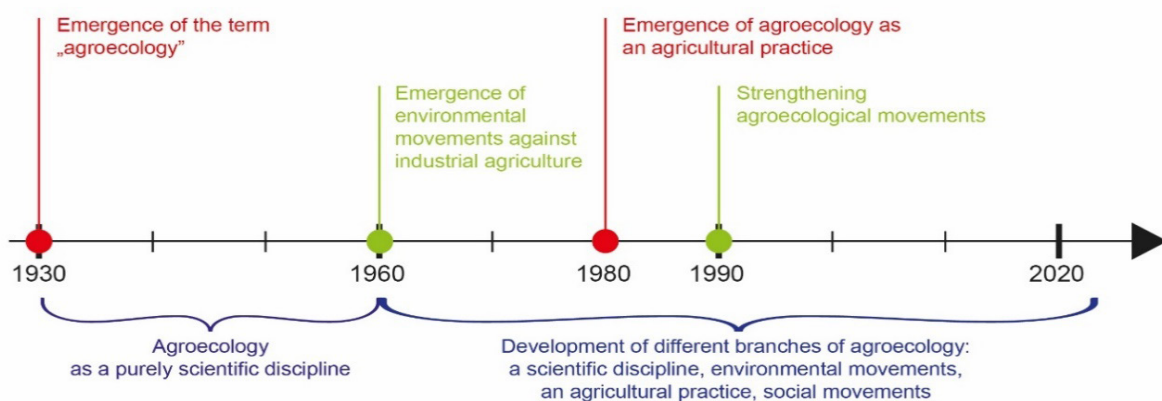 Emergence of the term
„agroecology”
Emergence of agroecology as
an agricultural practice
Emergence of
environmental
movements against
industrial agriculture
Strengthening
agroecological movements
1930
1960
1980
1990
2020
Agroecology
as a purely scientific discipline
Development of different branches of agroecology:
a scientific discipline, environmental movements,
an agricultural practice, social movements